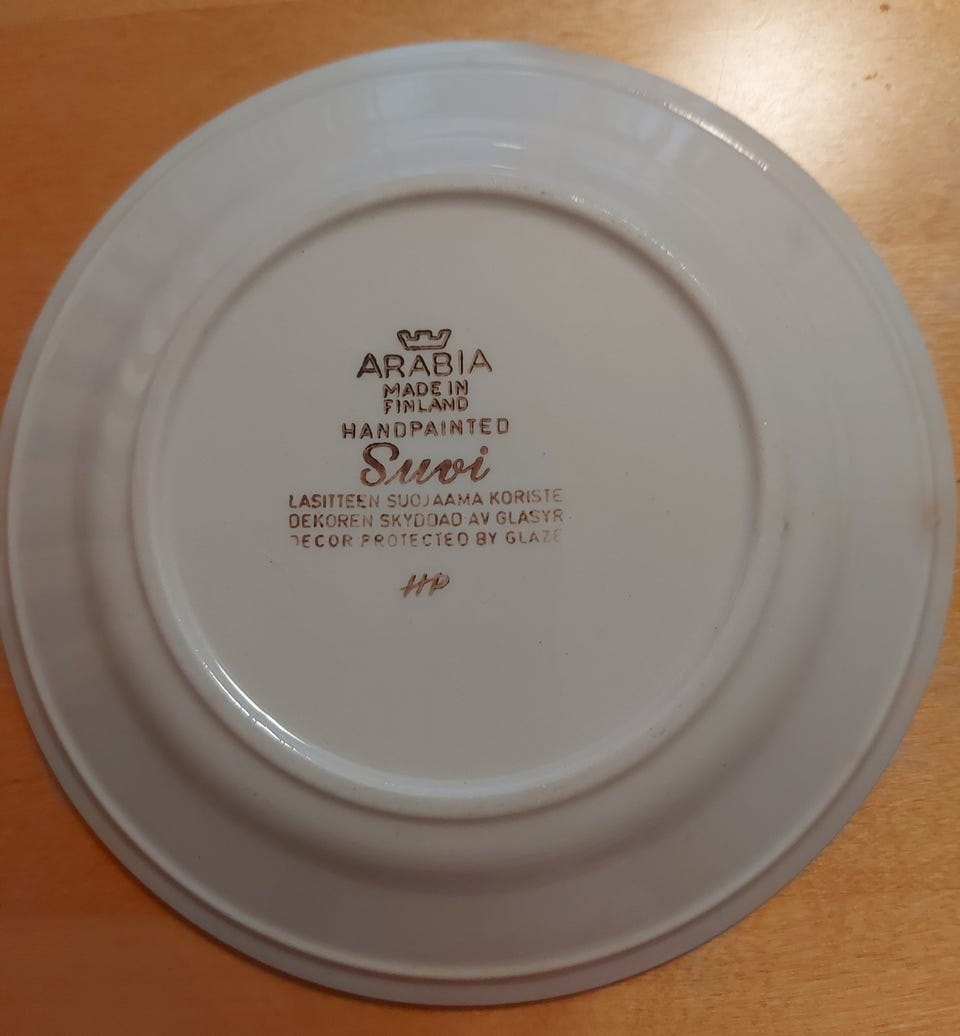 ARABIA
MADE IN
FINLAND
HANDPAINTED
Suvi
LASITTEEN SUOJAAMA KORISTE
DEKOREN SKYDDAD AV GLASYR
DECOR PROTECTED BY GLAZE
HP